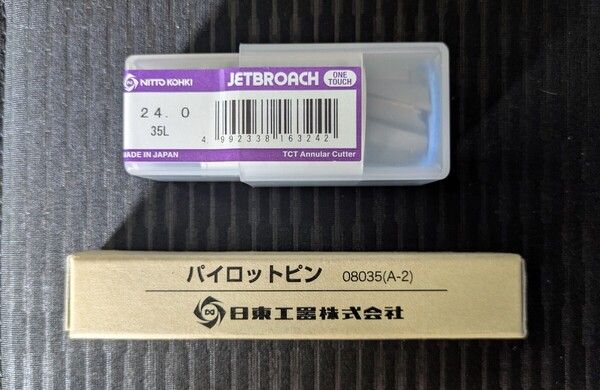 NITTO KOHKI JETBROACH ONE TOUCH
24.0
35L
4 992338 163242
MADE IN JAPAN TCT Annular Cutter
パイロットピン 08035(A-2)
日東工器株式会社